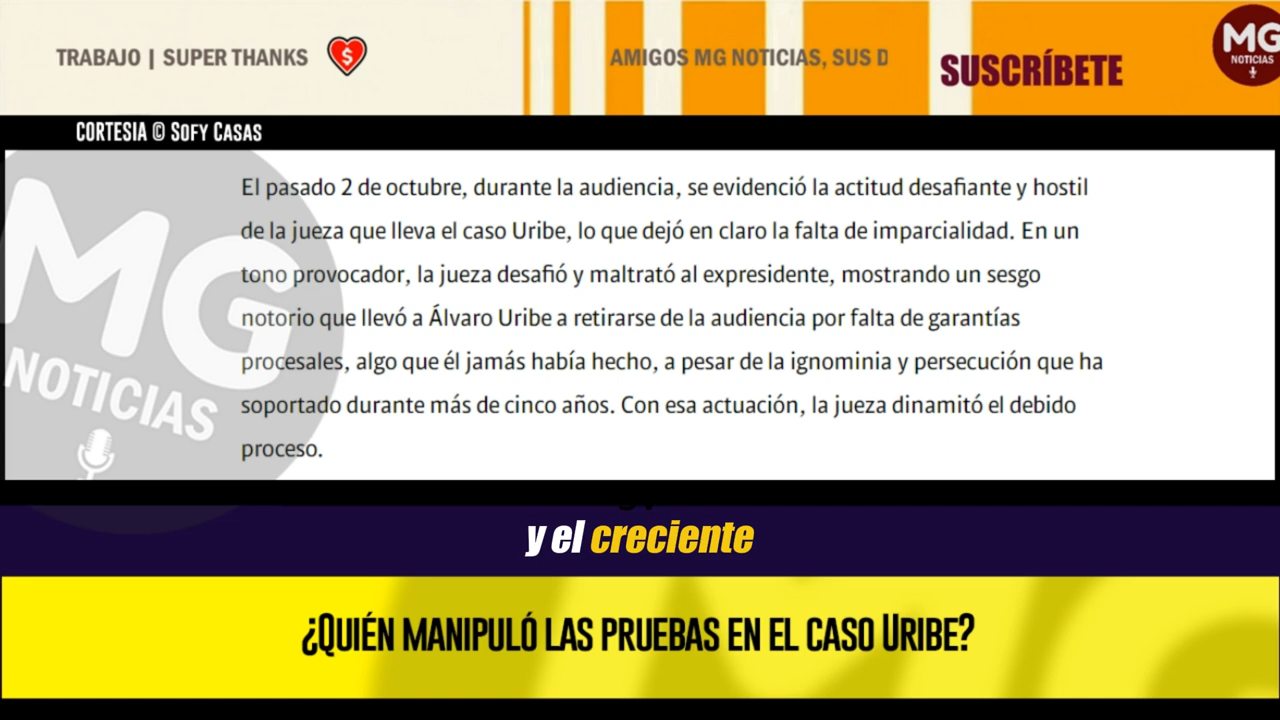 TRABAJO | SUPER THANKS
AMIGOS MG NOTICIAS, SUS D
SUSCRÍBETE
MG
NOTICIAS
CORTESIA © SOFY CASAS
El pasado 2 de octubre, durante la audiencia, se evidenció la actitud desafiante y hostil
de la jueza que lleva el caso Uribe, lo que dejó en claro la falta de imparcialidad. En un
tono provocador, la jueza desafió y maltrató al expresidente, mostrando un sesgo
notorio que llevó a Álvaro Uribe a retirarse de la audiencia por falta de garantías
procesales, algo que él jamás había hecho, a pesar de la ignominia y persecución que ha
soportado durante más de cinco años. Con esa actuación, la jueza dinamitó el debido
proceso.
MG
NOTICIAS
y el creciente
¿QUIÉN MANIPULÓ LAS PRUEBAS EN EL CASO URIBE?